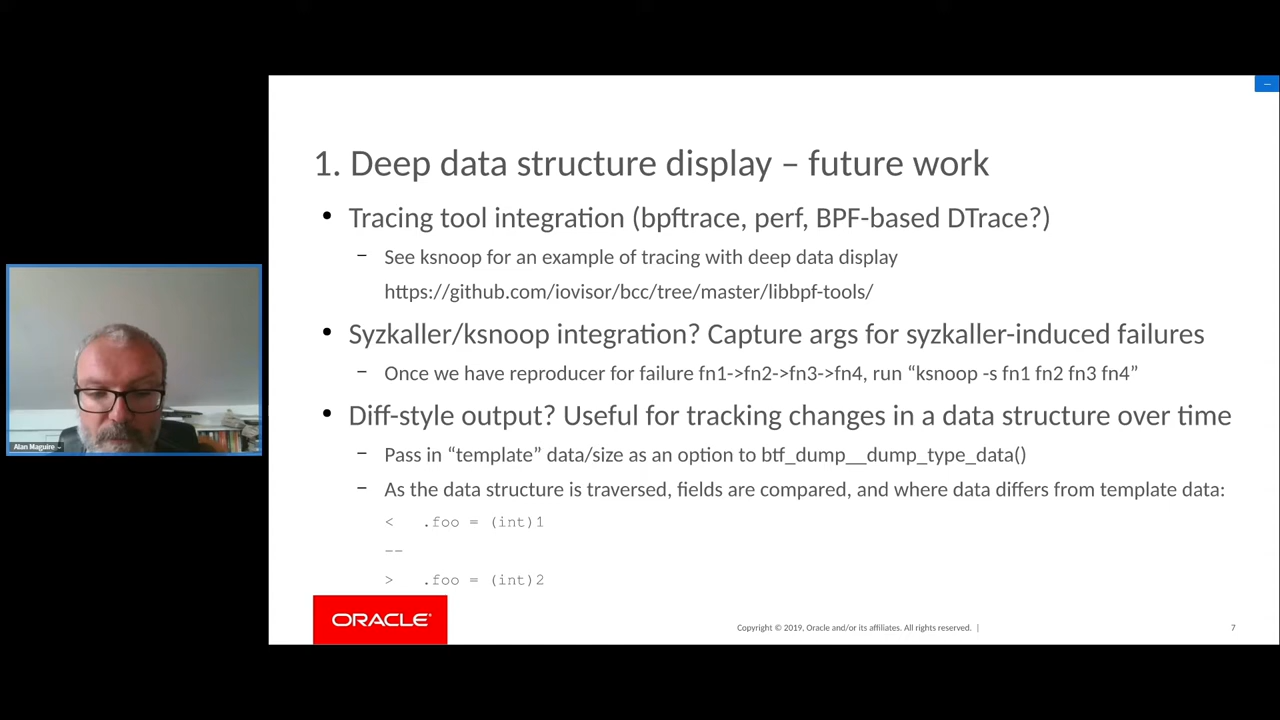 1. Deep data structure display – future work
• Tracing tool integration (bpftrace, perf, BPF-based DTrace?)
– See ksnoop for an example of tracing with deep data display
https://github.com/iovisor/bcc/tree/master/libbpf-tools/
• Syzkaller/ksnoop integration? Capture args for syzkaller-induced failures
– Once we have reproducer for failure fn1->fn2->fn3->fn4, run “ksnoop -s fn1 fn2 fn3 fn4”
• Diff-style output? Useful for tracking changes in a data structure over time
– Pass in “template” data/size as an option to btf_dump__dump_type_data()
– As the data structure is traversed, fields are compared, and where data differs from template data:
< .foo = (int)1
--
> .foo = (int)2
ORACLE®
Copyright © 2019, Oracle and/or its affiliates. All rights reserved. |
7
Alan Maguire